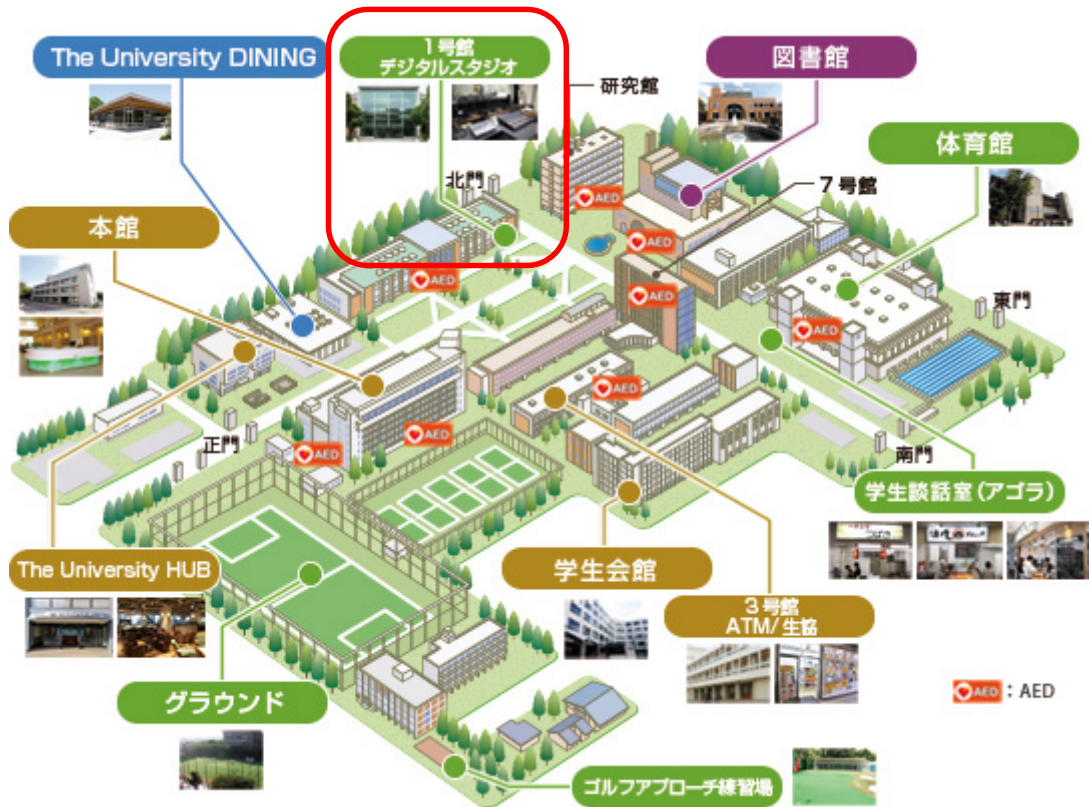 The University DINING
1号館
デジタルスタジオ
研究館
図書館
体育館
北門
7号館
本館
AED
AED
AED
AED
東門
AED
AED
AED
AED
正門
南門
学生談話室(アゴラ)
The University HUB
学生会館
3号館
ATM/生協
グラウンド
AED:AED
ゴルフアプローチ練習場